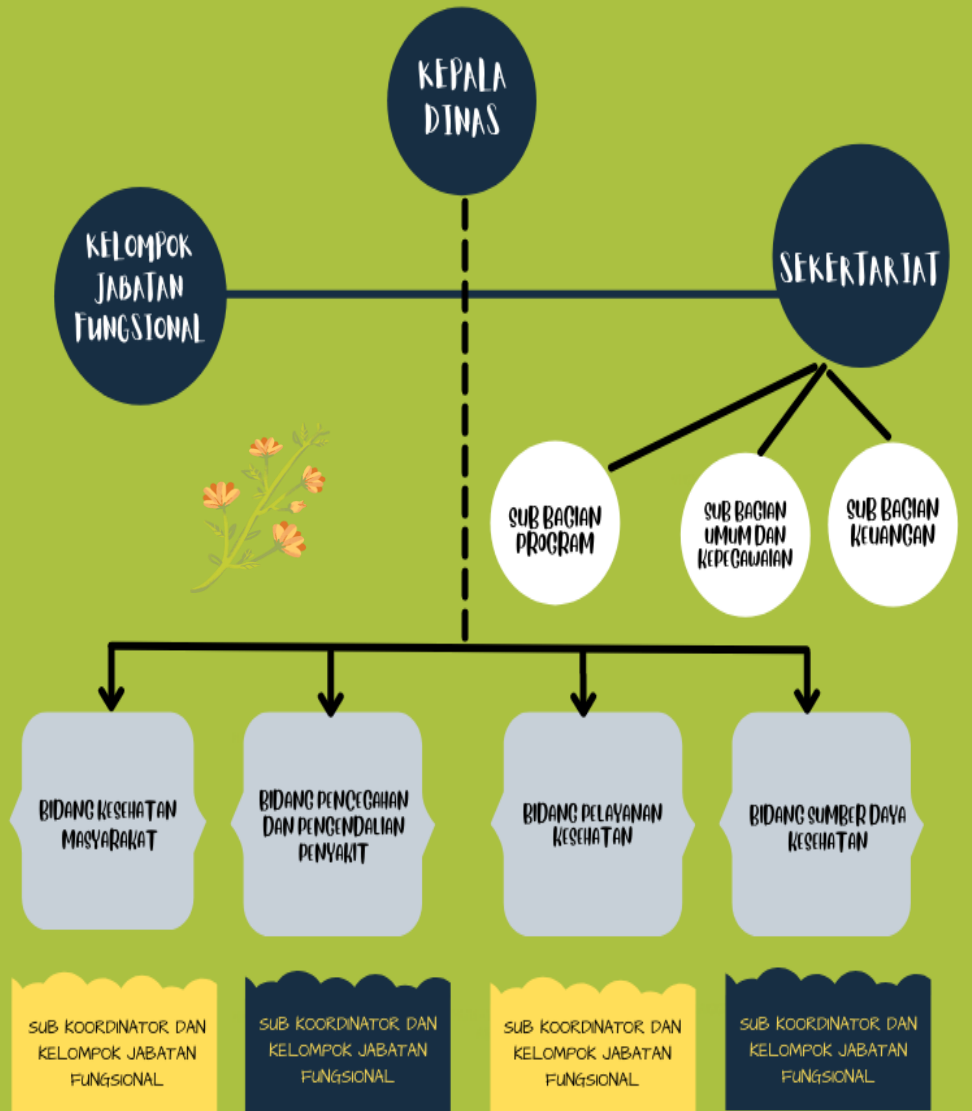 KEPALA
DINAS
KELOMPOK
JABATAN
FUNGSIONAL
SEKERTARIAT
SUB BAGIAN
PROGRAM
SUB BAGIAN
UMUM DAN
KEPEGAWAIAN
SUB BAGIAN
KEUANGAN
BIDANG KESEHATAN
MASYARAKAT
BIDANG PENCEGAHAN
DAN PENGENDALIAN
PENYAKIT
BIDANG PELAYANAN
KESEHATAN
BIDANG SUMBER DAYA
KESEHATAN
SUB KOORDINATOR DAN
KELOMPOK JABATAN
FUNGSIONAL
SUB KOORDINATOR DAN
KELOMPOK JABATAN
FUNGSIONAL
SUB KOORDINATOR DAN
KELOMPOK JABATAN
FUNGSIONAL
SUB KOORDINATOR DAN
KELOMPOK JABATAN
FUNGSIONAL